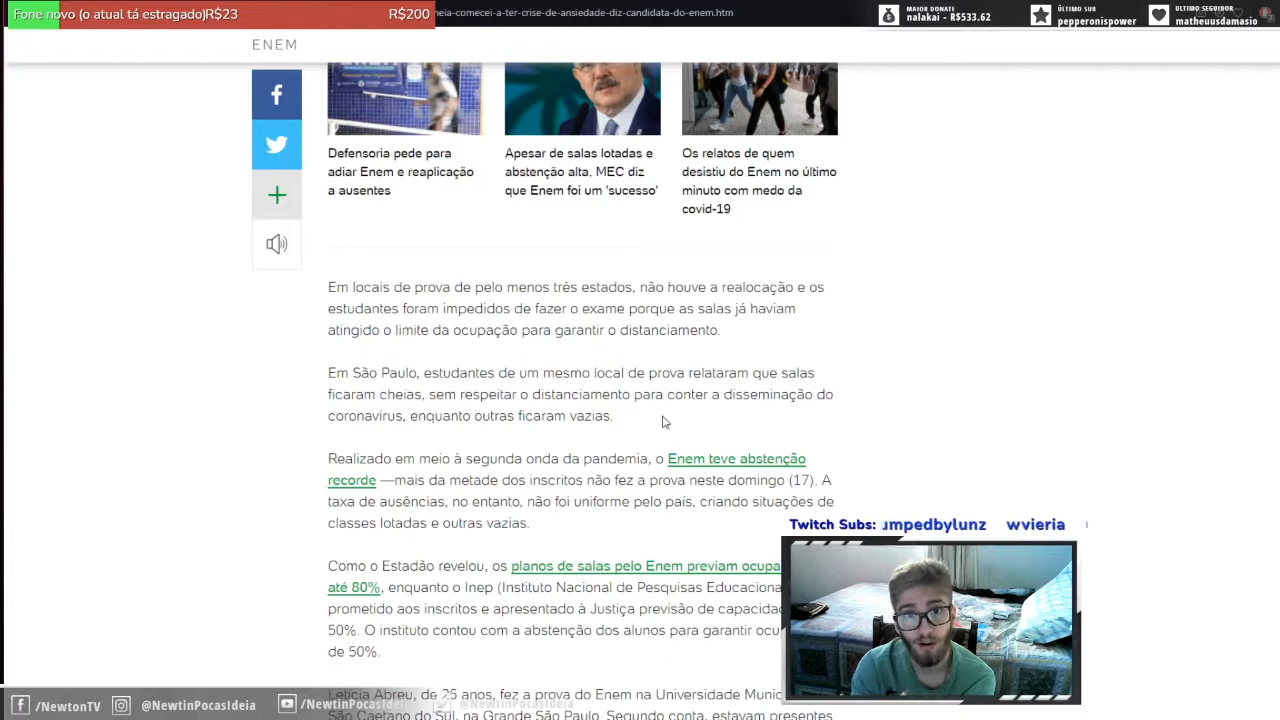 Fone novo (o atual tá estragado)R$23
R$200
heia-comecei-a-ter-crise-de-ansiedade-diz-candidata-do-enem.htm
MAIOR DONATE
nalakai - R$533.62
ÚLTIMO SUB
pepperonispower
ÚLTIMO SEGUIDOR
matheuusdamasio
ENEM
Defensoria pede para
adiar Enem e reaplicação
a ausentes
Apesar de salas lotadas e
abstenção alta, MEC diz
que Enem foi um 'sucesso'
Os relatos de quem
desistiu do Enem no último
minuto com medo da
covid-19
Em locais de prova de pelo menos três estados, não houve a realocação e os
estudantes foram impedidos de fazer o exame porque as salas já haviam
atingido o limite da ocupação para garantir o distanciamento.
Em São Paulo, estudantes de um mesmo local de prova relataram que salas
ficaram cheias, sem respeitar o distanciamento para conter a disseminação do
coronavírus, enquanto outras ficaram vazias.
Realizado em meio à segunda onda da pandemia, o Enem teve abstenção
recorde —mais da metade dos inscritos não fez a prova neste domingo (17). A
taxa de ausências, no entanto, não foi uniforme pelo país, criando situações de
classes lotadas e outras vazias.
Como o Estadão revelou, os planos de salas pelo Enem previam ocupa
até 80%, enquanto o Inep (Instituto Nacional de Pesquisas Educaciona
prometido aos inscritos e apresentado à Justiça previsão de capacidad
50%. O instituto contou com a abstenção dos alunos para garantir ocu
de 50%.
Twitch Subs: umpedbylunz wvieria
Letícia Abreu, de 26 anos, fez a prova do Enem na Universidade Munic
São Caetano do Sul, na Grande São Paulo. Segundo conta, estavam presentes
/NewtonTV @NewtinPocasIdeia /NewtinPocasIdei @NewtinPocasIdeia